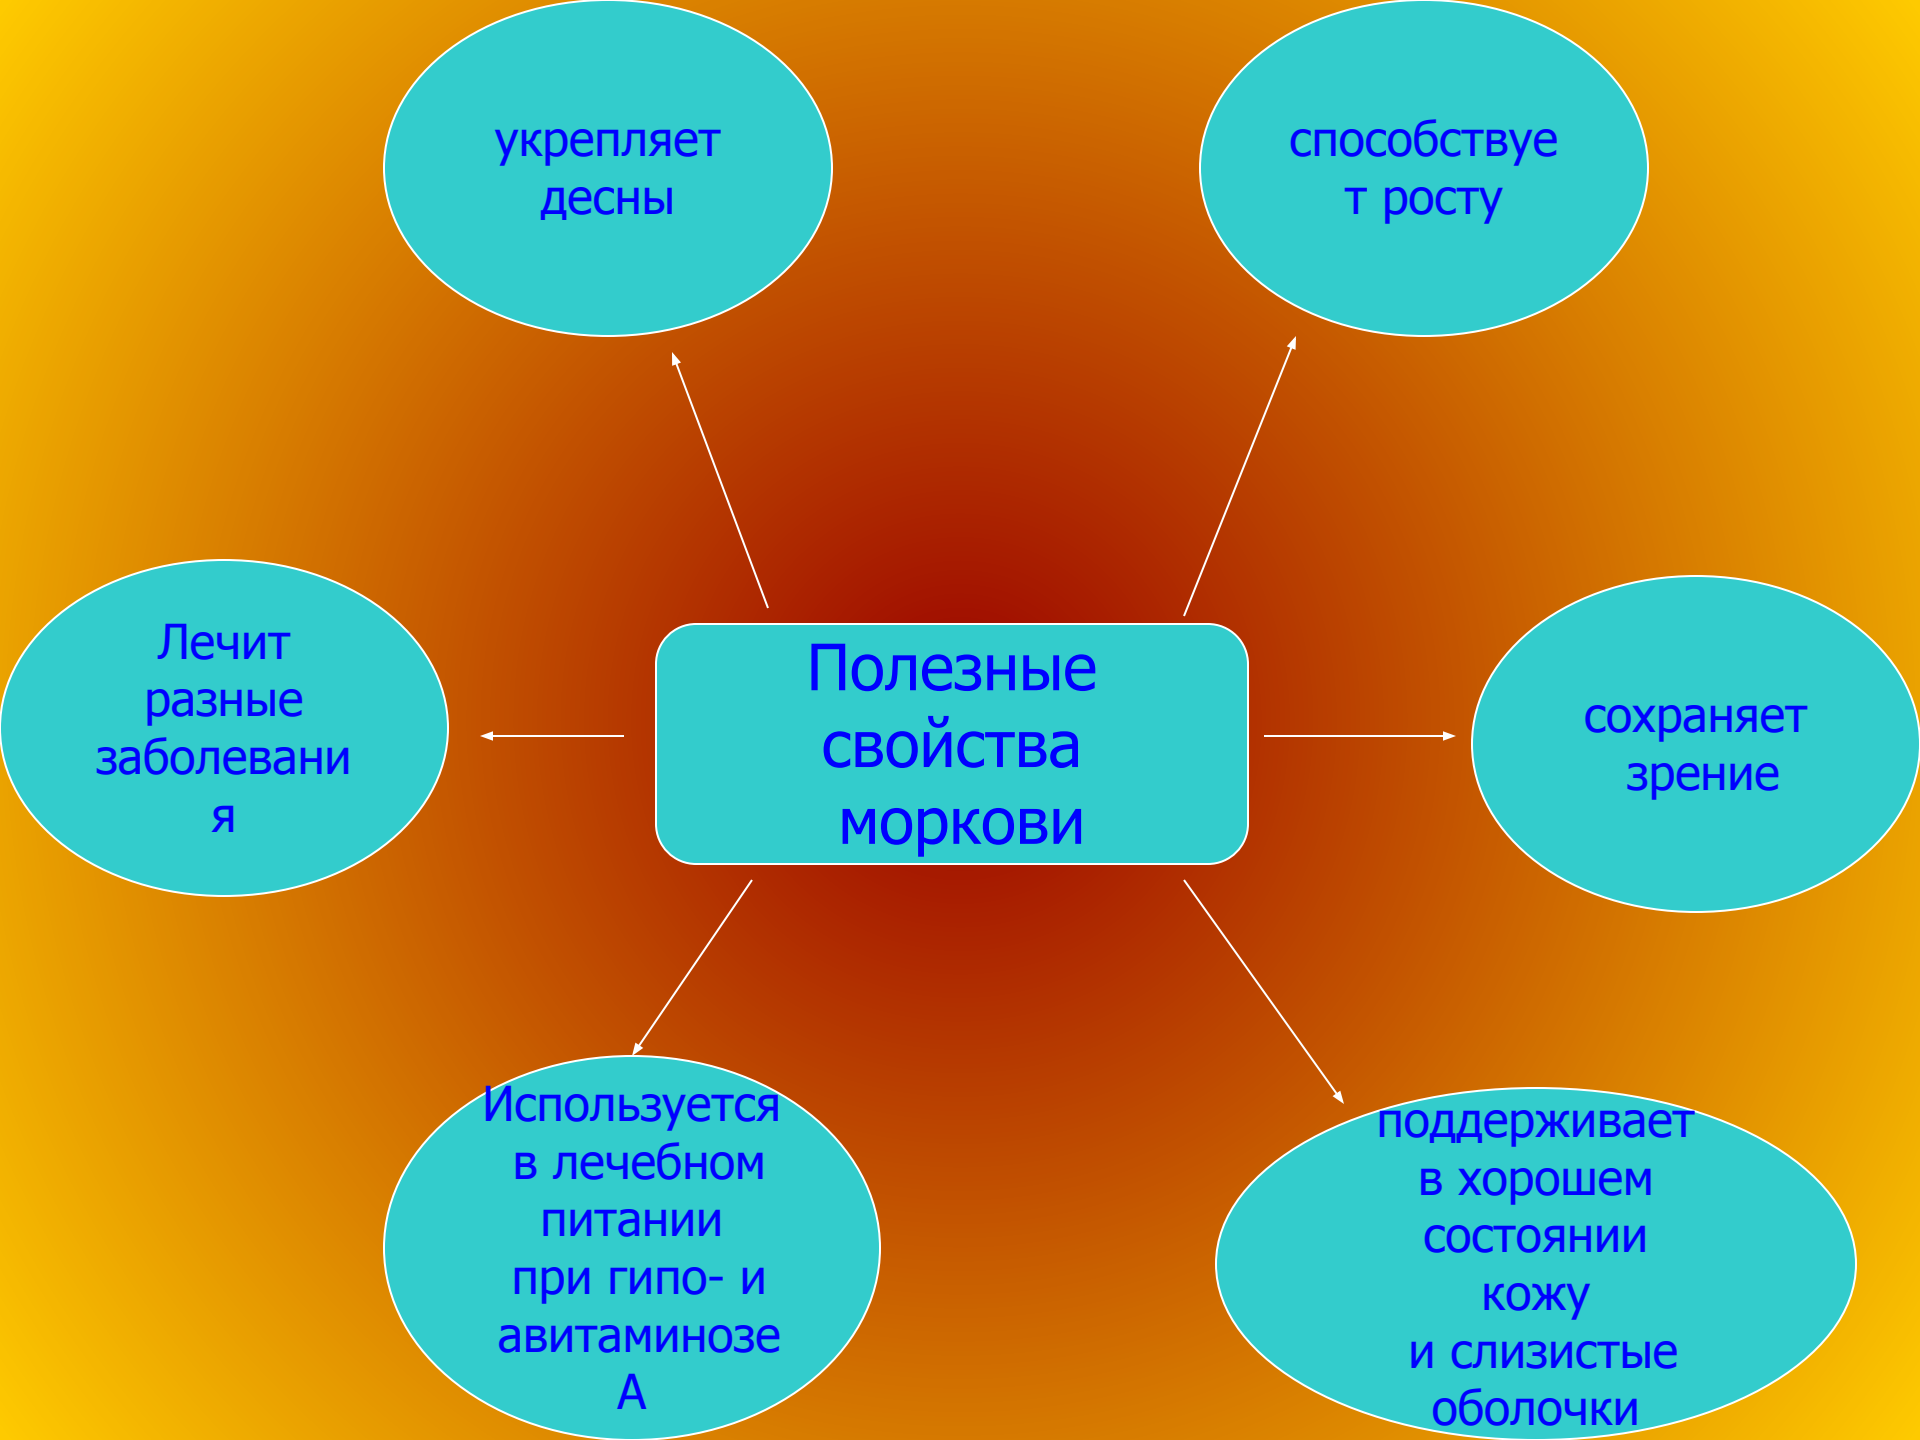 укрепляет
десны
способствуе
т росту
Лечит
разные
заболевани
я
Полезные
свойства
моркови
сохраняет
зрение
Используется
в лечебном
питании
при гипо- и
авитаминозе
А
поддерживает
в хорошем
состоянии
кожу
и слизистые
оболочки